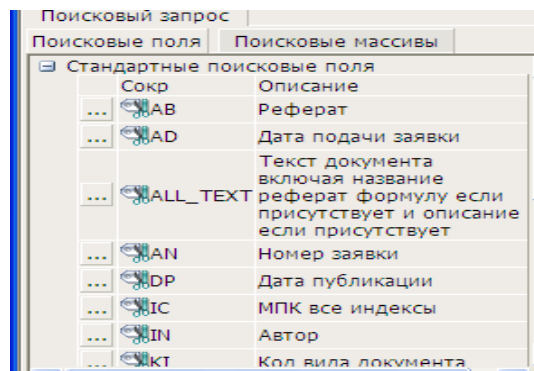 Поисковый запрос
Поисковые поля Поисковые массивы
Стандартные поисковые поля
Сокр Описание
... AB Реферат
... AD Дата подачи заявки
Текст документа
включая название
... ALL_TEXT реферат формулу если
присутствует и описание
если присутствует
... AN Номер заявки
... DP Дата публикации
... IC МПК все индексы
... IN Автор
... KI Код вида документа